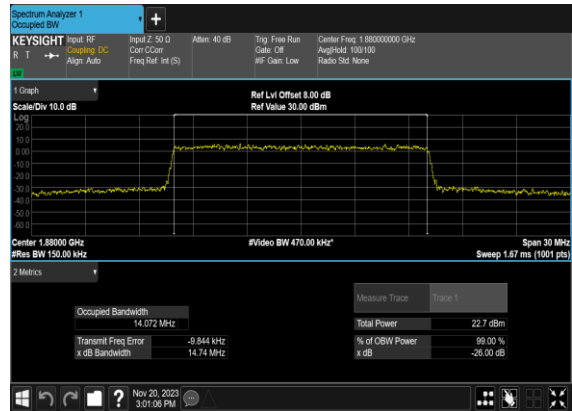 Spectrum Analyzer 1
Occupied BW
+
KEYSIGHT Input: RF Input Z: 50 Ω Atten: 40 dB Trig: Free Run Center Freq: 1.880000000 GHz
R T Coupling: DC Corr CCorr Gate: Off Avg|Hold: 100/100
Align: Auto Freq Ref: Int (S) #IF Gain: Low Radio Std: None
1 Graph
Ref Lvl Offset 8.00 dB
Scale/Div 10.0 dB Ref Value 30.00 dBm
Log
20.0
10.0
0.00
-10.0
-20.0
-30.0
-40.0
-50.0
-60.0
Center 1.88000 GHz #Video BW 470.00 kHz* Span 30 MHz
#Res BW 150.00 kHz Sweep 1.67 ms (1001 pts)
2 Metrics
Measure Trace Trace 1
Occupied Bandwidth
14.072 MHz Total Power 22.7 dBm
Transmit Freq Error -9.844 kHz % of OBW Power 99.00 %
x dB Bandwidth 14.74 MHz x dB -26.00 dB
? Nov 20, 2023
3:01:06 PM